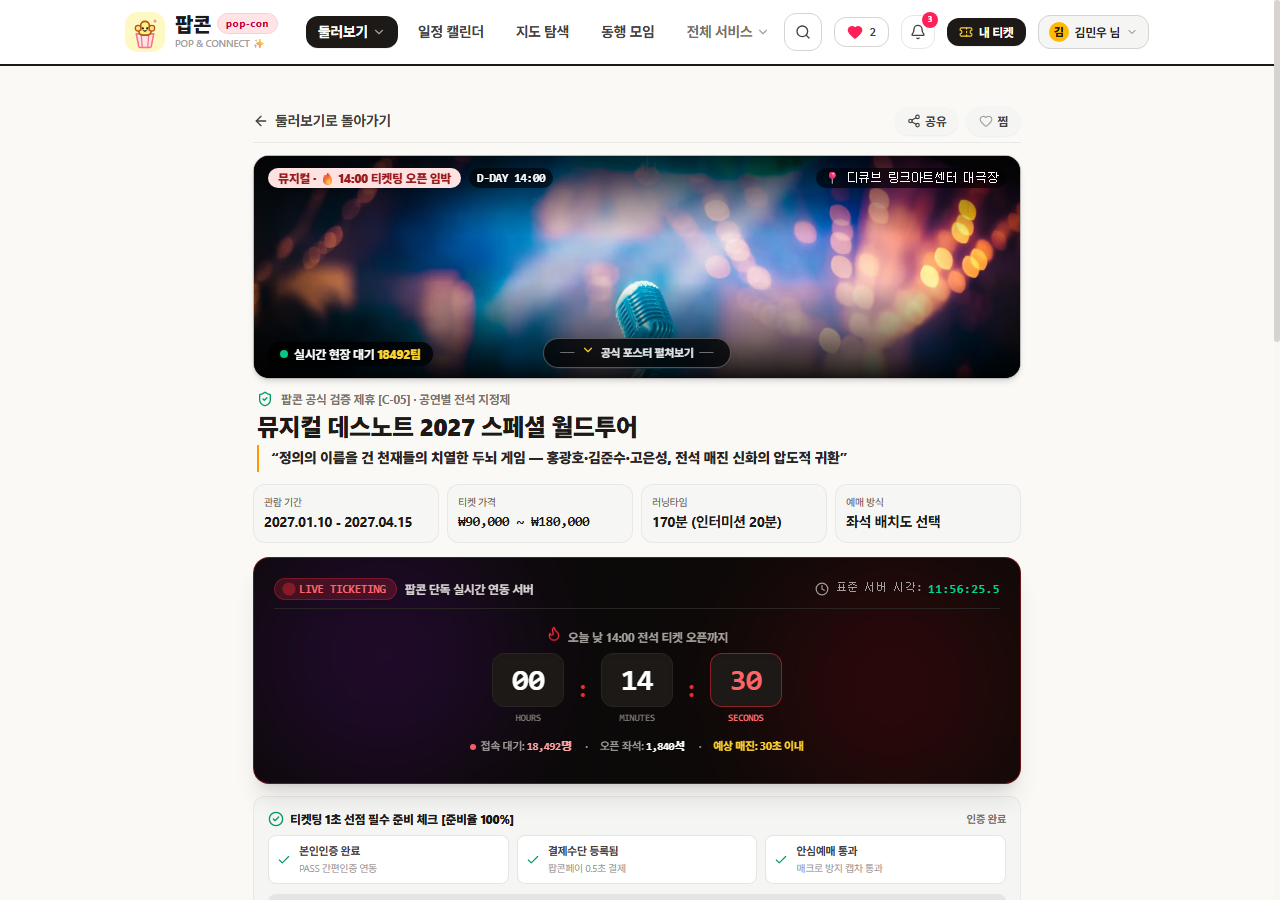 팝콘 pop-con
POP & CONNECT ✨
둘러보기 일정 캘린더 지도 탐색 동행 모임 전체 서비스 2 3 내 티켓 김 김민우 님
둘러보기로 돌아가기 공유 찜
뮤지컬 · 🔥 14:00 티켓팅 오픈 임박 D-DAY 14:00 📍 디큐브 링크아트센터 대극장
실시간 현장 대기 18492팀 공식 포스터 펼쳐보기
팝콘 공식 검증 제휴 [C-05] · 공연별 전석 지정제
뮤지컬 데스노트 2027 스페셜 월드투어
“정의의 이름을 건 천재들의 치열한 두뇌 게임 — 홍광호·김준수·고은성, 전석 매진 신화의 압도적 귀환”
관람 기간 티켓 가격 러닝타임 예매 방식
2027.01.10 - 2027.04.15 ₩90,000 ~ ₩180,000 170분 (인터미션 20분) 좌석 배치도 선택
LIVE TICKETING 팝콘 단독 실시간 연동 서버 표준 서버 시각: 11:56:25.5
오늘 낮 14:00 전석 티켓 오픈까지
00 : 14 : 30
HOURS MINUTES SECONDS
접속 대기: 18,492명 · 오픈 좌석: 1,840석 · 예상 매진: 30초 이내
티켓팅 1초 선점 필수 준비 체크 [준비율 100%] 인증 완료
본인인증 완료 결제수단 등록됨 안심예매 통과
PASS 간편인증 연동 팝콘페이 0.5초 결제 매크로 방지 캡차 통과